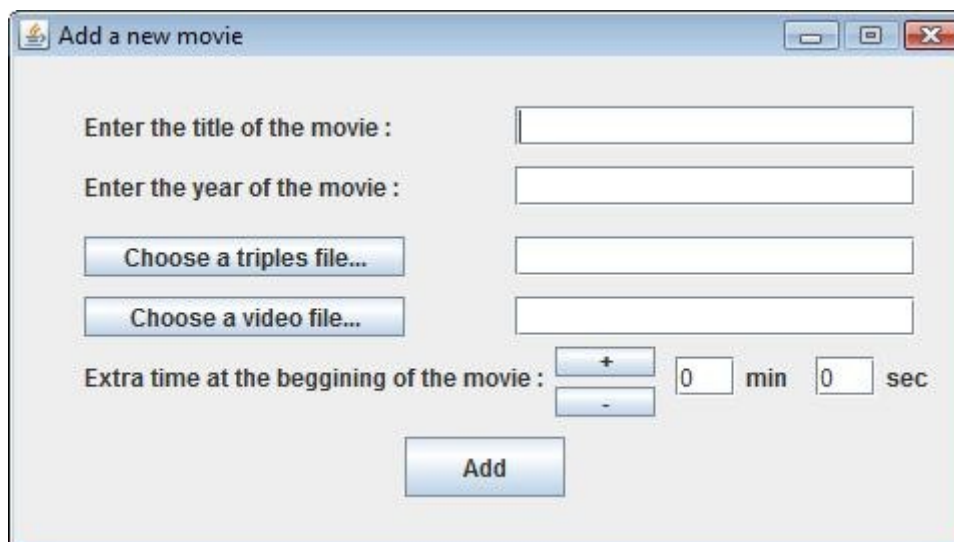 Add a new movie
Enter the title of the movie :
Enter the year of the movie :
Choose a triples file...
Choose a video file...
Extra time at the beggining of the movie : + 0 min 0 sec
-
Add